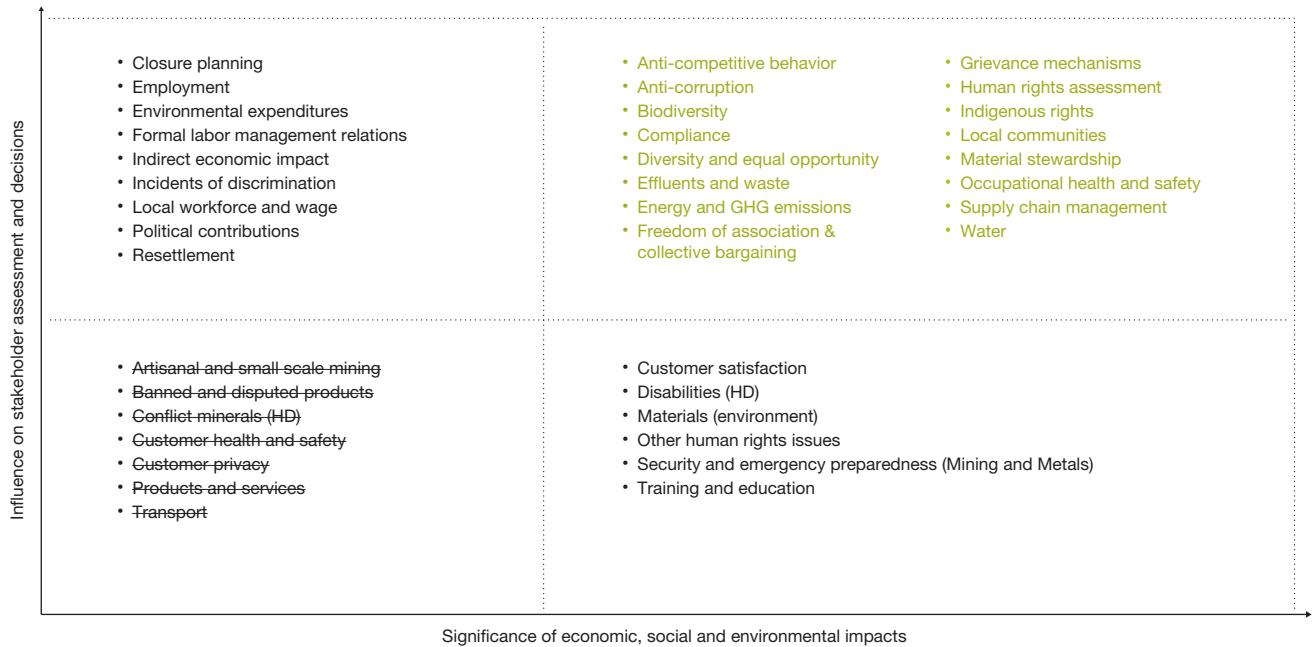 Influence on stakeholder assessment and decisions
• Closure planning
• Employment
• Environmental expenditures
• Formal labor management relations
• Indirect economic impact
• Incidents of discrimination
• Local workforce and wage
• Political contributions
• Resettlement
• Anti-competitive behavior
• Anti-corruption
• Biodiversity
• Compliance
• Diversity and equal opportunity
• Effluents and waste
• Energy and GHG emissions
• Freedom of association &
collective bargaining
• Grievance mechanisms
• Human rights assessment
• Indigenous rights
• Local communities
• Material stewardship
• Occupational health and safety
• Supply chain management
• Water
• Artisanal and small scale mining
• Banned and disputed products
• Conflict minerals (HD)
• Customer health and safety
• Customer privacy
• Products and services
• Transport
• Customer satisfaction
• Disabilities (HD)
• Materials (environment)
• Other human rights issues
• Security and emergency preparedness (Mining and Metals)
• Training and education
Significance of economic, social and environmental impacts